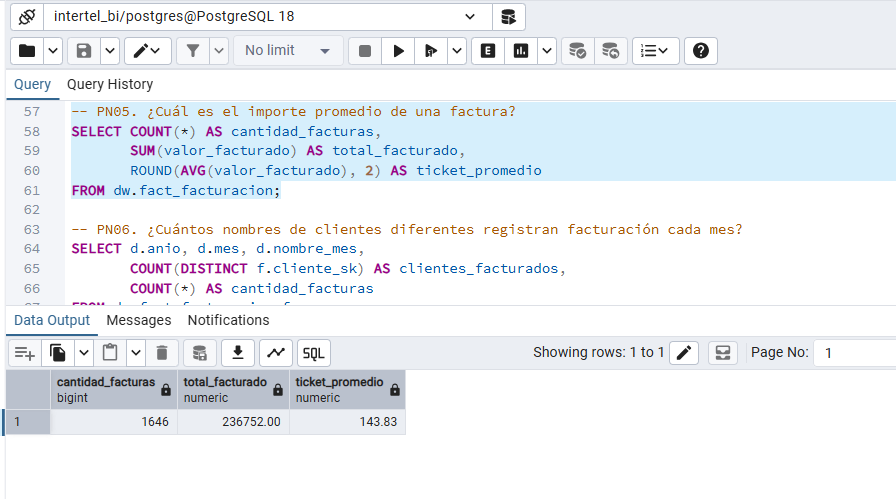 intertel_bi/postgres@PostgreSQL 18
No limit
E
SQL
Query Query History
57 -- PN05. ¿Cuál es el importe promedio de una factura?
58 SELECT COUNT(*) AS cantidad_facturas,
59 SUM(valor_facturado) AS total_facturado,
60 ROUND(AVG(valor_facturado), 2) AS ticket_promedio
61 FROM dw.fact_facturacion;
62
63 -- PN06. ¿Cuántos nombres de clientes diferentes registran facturación cada mes?
64 SELECT d.anio, d.mes, d.nombre_mes,
65 COUNT(DISTINCT f.cliente_sk) AS clientes_facturados,
66 COUNT(*) AS cantidad_facturas
Data Output Messages Notifications
Showing rows: 1 to 1 Page No: 1
cantidad_facturas total_facturado ticket_promedio
bigint numeric numeric
1 1646 236752.00 143.83